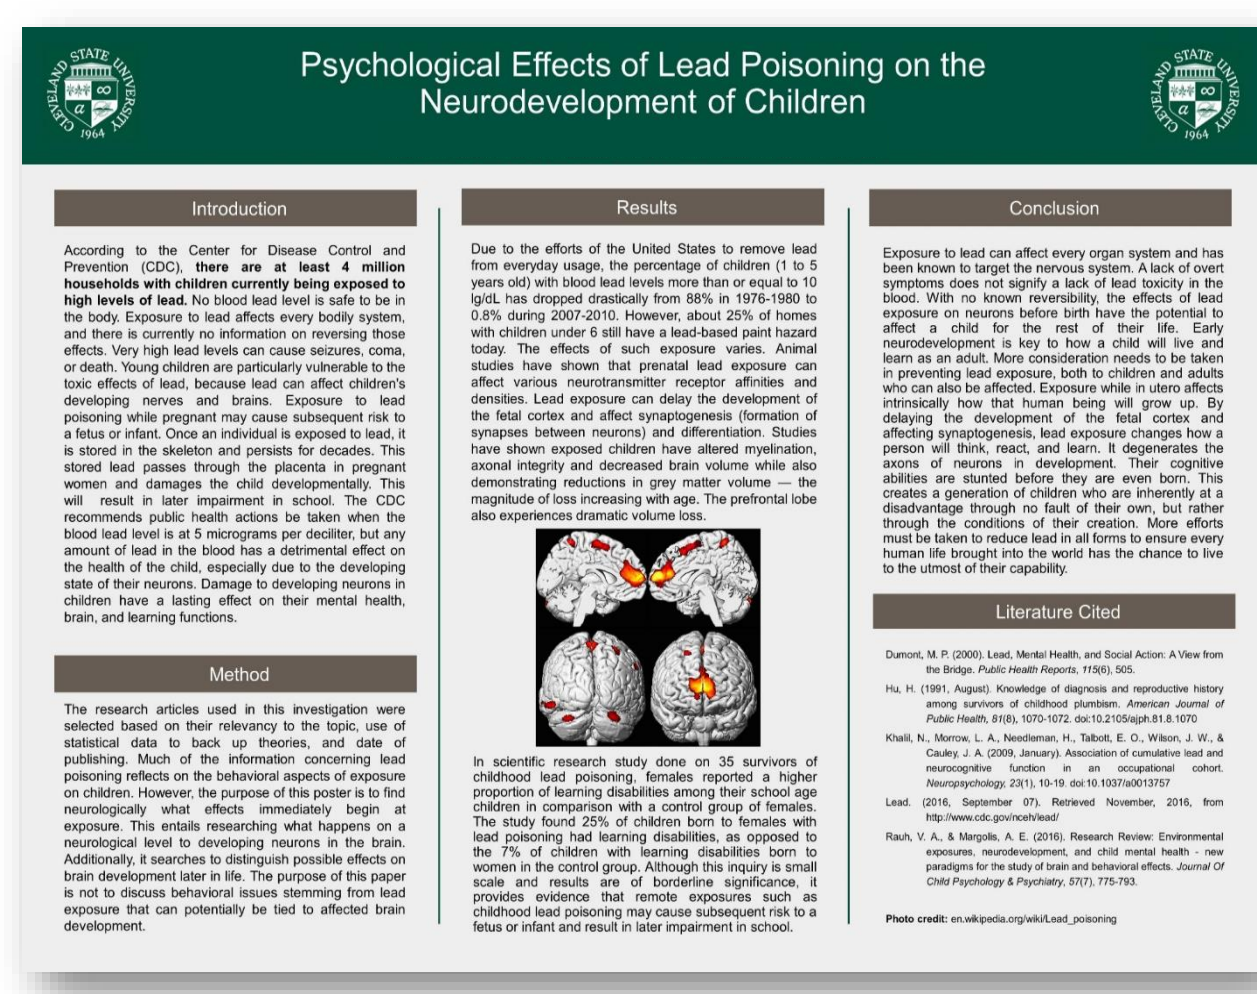 CLEVELAND STATE UNIVERSITY
1964
Psychological Effects of Lead Poisoning on the
Neurodevelopment of Children
CLEVELAND STATE UNIVERSITY
1964
Introduction
According to the Center for Disease Control and
Prevention (CDC), there are at least 4 million
households with children currently being exposed to
high levels of lead. No blood lead level is safe to be in
the body. Exposure to lead affects every bodily system,
and there is currently no information on reversing those
effects. Very high lead levels can cause seizures, coma,
or death. Young children are particularly vulnerable to the
toxic effects of lead, because lead can affect children's
developing nerves and brains. Exposure to lead
poisoning while pregnant may cause subsequent risk to
a fetus or infant. Once an individual is exposed to lead, it
is stored in the skeleton and persists for decades. This
stored lead passes through the placenta in pregnant
women and damages the child developmentally. This
will result in later impairment in school. The CDC
recommends public health actions be taken when the
blood lead level is at 5 micrograms per deciliter, but any
amount of lead in the blood has a detrimental effect on
the health of the child, especially due to the developing
state of their neurons. Damage to developing neurons in
children have a lasting effect on their mental health,
brain, and learning functions.
Method
The research articles used in this investigation were
selected based on their relevancy to the topic, use of
statistical data to back up theories, and date of
publishing. Much of the information concerning lead
poisoning reflects on the behavioral aspects of exposure
on children. However, the purpose of this poster is to find
neurologically what effects immediately begin at
exposure. This entails researching what happens on a
neurological level to developing neurons in the brain.
Additionally, it searches to distinguish possible effects on
brain development later in life. The purpose of this paper
is not to discuss behavioral issues stemming from lead
exposure that can potentially be tied to affected brain
development.
Results
Due to the efforts of the United States to remove lead
from everyday usage, the percentage of children (1 to 5
years old) with blood lead levels more than or equal to 10
lg/dL has dropped drastically from 88% in 1976-1980 to
0.8% during 2007-2010. However, about 25% of homes
with children under 6 still have a lead-based paint hazard
today. The effects of such exposure varies. Animal
studies have shown that prenatal lead exposure can
affect various neurotransmitter receptor affinities and
densities. Lead exposure can delay the development of
the fetal cortex and affect synaptogenesis (formation of
synapses between neurons) and differentiation. Studies
have shown exposed children have altered myelination,
axonal integrity and decreased brain volume while also
demonstrating reductions in grey matter volume — the
magnitude of loss increasing with age. The prefrontal lobe
also experiences dramatic volume loss.
In scientific research study done on 35 survivors of
childhood lead poisoning, females reported a higher
proportion of learning disabilities among their school age
children in comparison with a control group of females.
The study found 25% of children born to females with
lead poisoning had learning disabilities, as opposed to
the 7% of children with learning disabilities born to
women in the control group. Although this inquiry is small
scale and results are of borderline significance, it
provides evidence that remote exposures such as
childhood lead poisoning may cause subsequent risk to a
fetus or infant and result in later impairment in school.
Conclusion
Exposure to lead can affect every organ system and has
been known to target the nervous system. A lack of overt
symptoms does not signify a lack of lead toxicity in the
blood. With no known reversibility, the effects of lead
exposure on neurons before birth have the potential to
affect a child for the rest of their life. Early
neurodevelopment is key to how a child will live and
learn as an adult. More consideration needs to be taken
in preventing lead exposure, both to children and adults
who can also be affected. Exposure while in utero affects
intrinsically how that human being will grow up. By
delaying the development of the fetal cortex and
affecting synaptogenesis, lead exposure changes how a
person will think, react, and learn. It degenerates the
axons of neurons in development. Their cognitive
abilities are stunted before they are even born. This
creates a generation of children who are inherently at a
disadvantage through no fault of their own, but rather
through the conditions of their creation. More efforts
must be taken to reduce lead in all forms to ensure every
human life brought into the world has the chance to live
to the utmost of their capability.
Literature Cited
Dumont, M. P. (2000). Lead, Mental Health, and Social Action: A View from
the Bridge. Public Health Reports, 115(6), 505.
Hu, H. (1991, August). Knowledge of diagnosis and reproductive history
among survivors of childhood plumbism. American Journal of
Public Health, 81(8), 1070-1072. doi:10.2105/ajph.81.8.1070
Khalil, N., Morrow, L. A., Needleman, H., Talbott, E. O., Wilson, J. W., &
Cauley, J. A. (2009, January). Association of cumulative lead and
neurocognitive function in an occupational cohort.
Neuropsychology, 23(1), 10-19. doi:10.1037/a0013757
Lead. (2016, September 07). Retrieved November, 2016, from
http://www.cdc.gov/nceh/lead/
Rauh, V. A., & Margolis, A. E. (2016). Research Review: Environmental
exposures, neurodevelopment, and child mental health - new
paradigms for the study of brain and behavioral effects. Journal Of
Child Psychology & Psychiatry, 57(7), 775-793.
Photo credit: en.wikipedia.org/wiki/Lead_poisoning